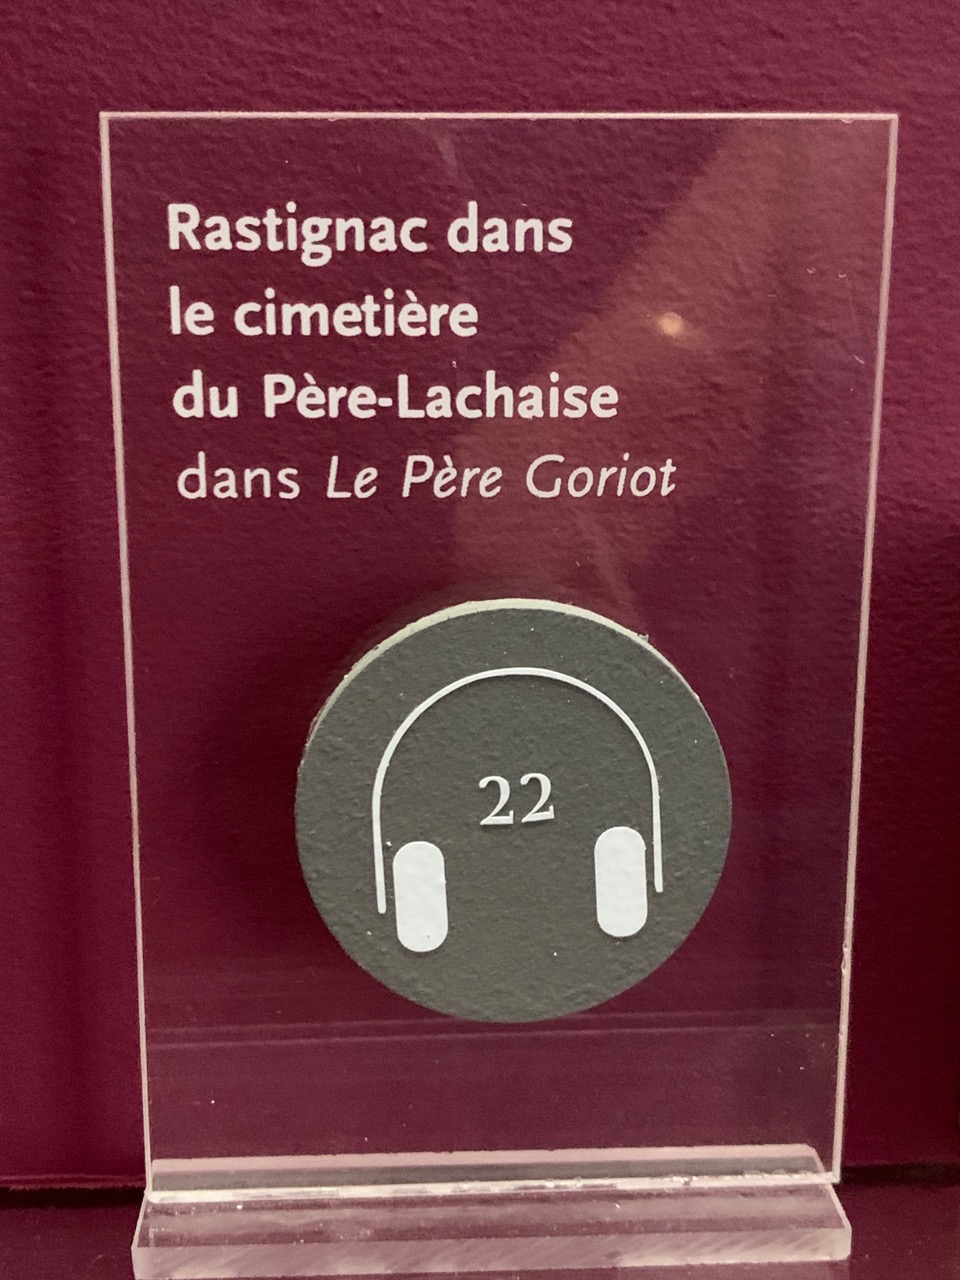 Rastignac dans
le cimetière
du Père-Lachaise
dans Le Père Goriot
22